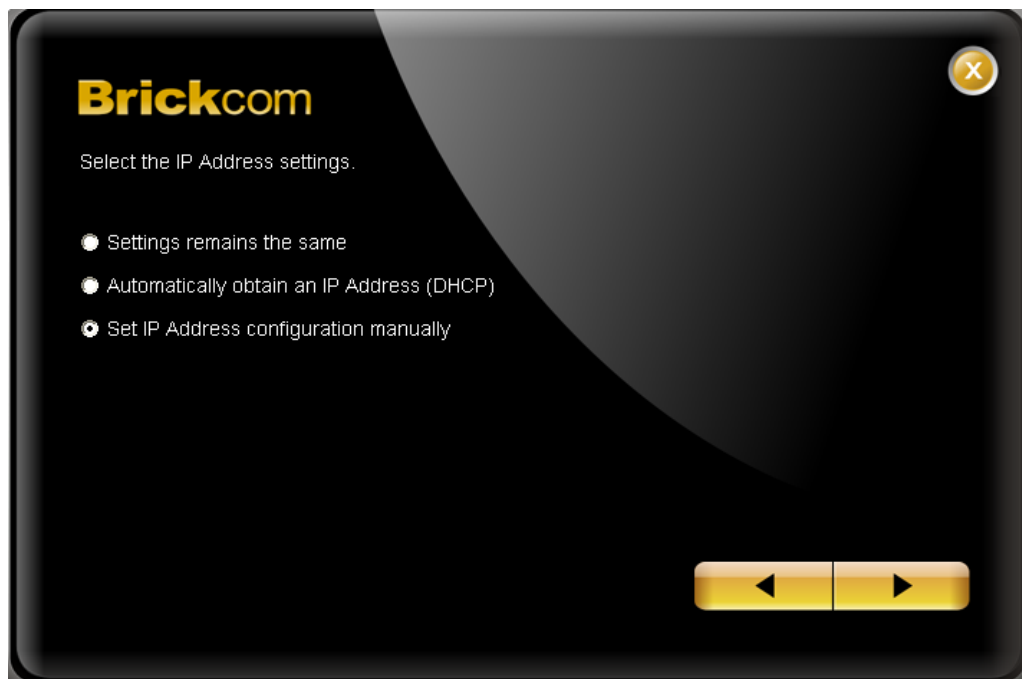 X
Brickcom
Select the IP Address settings.
Settings remains the same
Automatically obtain an IP Address (DHCP)
Set IP Address configuration manually